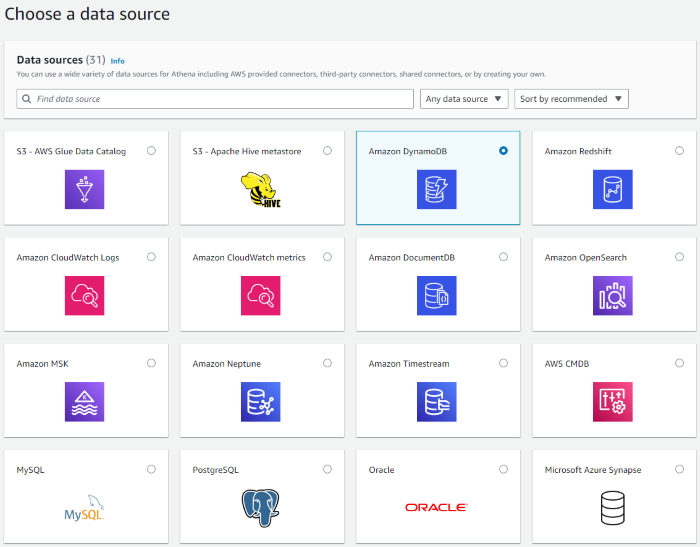 Choose a data source
Data sources (31) Info
You can use a wide variety of data sources for Athena including AWS provided connectors, third-party connectors, shared connectors, or by creating your own.
Find data source
Any data source
Sort by recommended
S3 - AWS Glue Data Catalog
S3 - Apache Hive metastore
HIVE
Amazon DynamoDB
Amazon Redshift
Amazon CloudWatch Logs
Amazon CloudWatch metrics
Amazon DocumentDB
Amazon OpenSearch
Amazon MSK
Amazon Neptune
Amazon Timestream
AWS CMDB
MySQL
MySQL
PostgreSQL
Oracle
ORACLE
Microsoft Azure Synapse